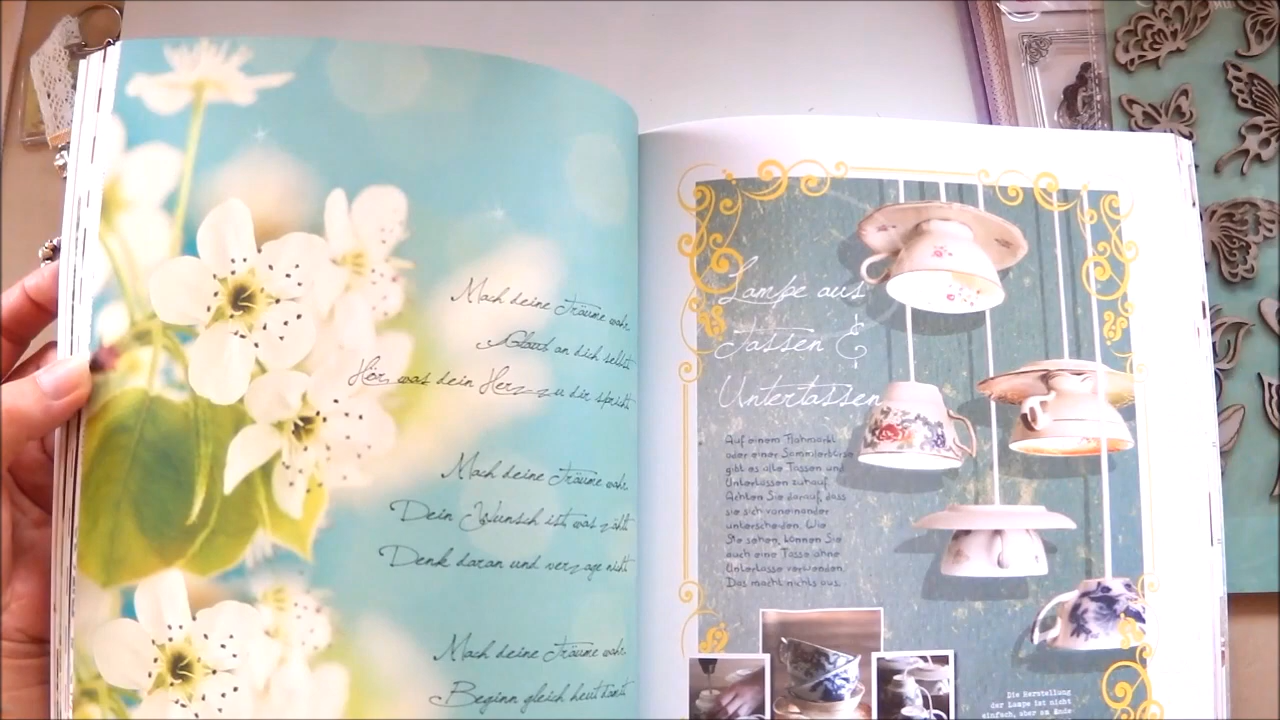 Mach deine Träume wahr
Glaub an dich selbst
Hör, was dein Herz zu dir spricht
Mach deine Träume wahr
Dein Wunsch ist was zählt
Denk daran und verzage nicht
Mach deine Träume wahr
Beginn gleich heut damit
Lampe aus
Tassen &
Untertassen
Auf einem Flohmarkt
oder einer Sammlerbörse
gibt es alte Tassen und
Untertassen zuhauf.
Achten Sie darauf, dass
sie sich voneinander
unterscheiden. Wie
Sie sehen, können Sie
auch eine Tasse ohne
Untertasse verwenden.
Das macht nichts aus.
Die Herstellung
der Lampe ist nicht
einfach, aber am Ende